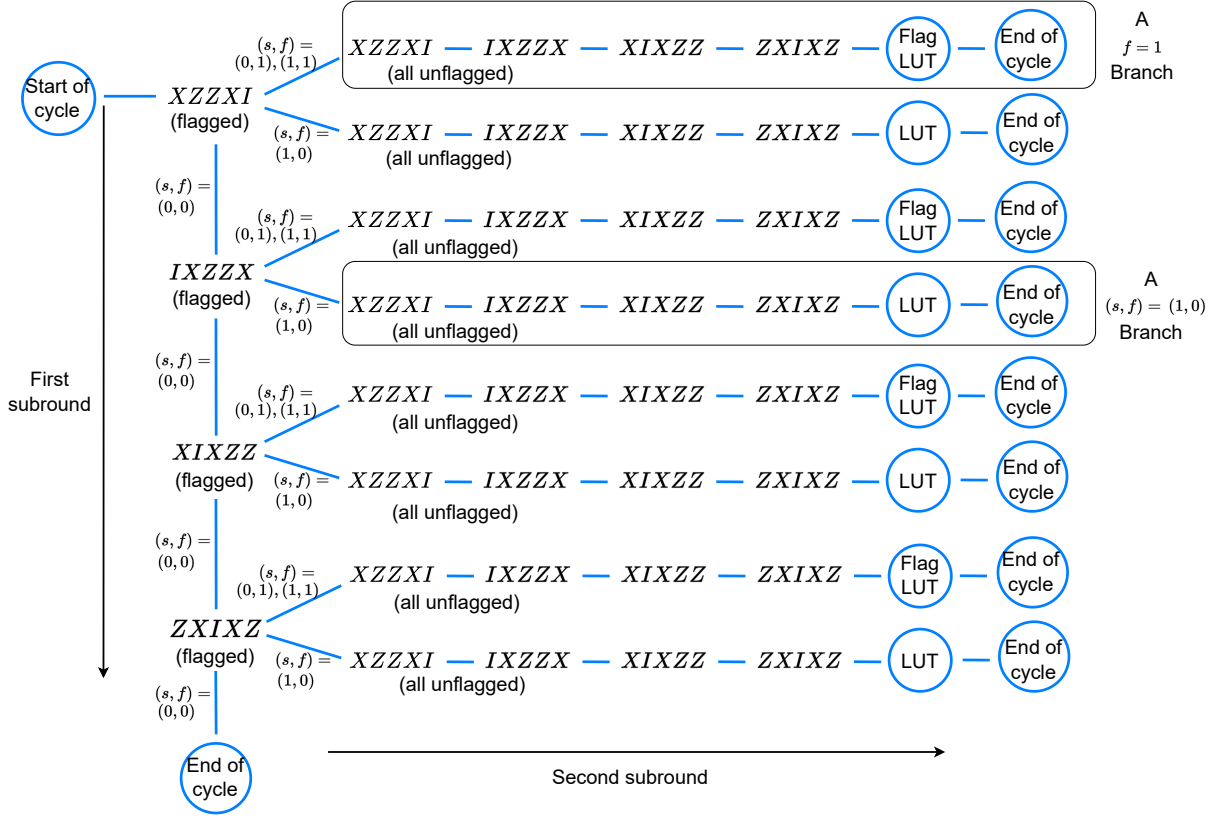 Start of
cycle
XZZXI
(flagged)
(s, f) =
(0, 1), (1, 1)
XZZXI
IXZZX
XIXZZ
ZXIXZ
(all unflagged)
Flag
LUT
End of
cycle
A
f = 1
Branch
(s, f) =
(1, 0)
XZZXI
IXZZX
XIXZZ
ZXIXZ
(all unflagged)
LUT
End of
cycle
(s, f) =
(0, 0)
IXZZX
(flagged)
(s, f) =
(0, 1), (1, 1)
XZZXI
IXZZX
XIXZZ
ZXIXZ
(all unflagged)
Flag
LUT
End of
cycle
(s, f) =
(1, 0)
XZZXI
IXZZX
XIXZZ
ZXIXZ
(all unflagged)
LUT
End of
cycle
A
(s, f) = (1, 0)
Branch
First
subround
(s, f) =
(0, 0)
XIXZZ
(flagged)
(s, f) =
(0, 1), (1, 1)
XZZXI
IXZZX
XIXZZ
ZXIXZ
(all unflagged)
Flag
LUT
End of
cycle
(s, f) =
(1, 0)
XZZXI
IXZZX
XIXZZ
ZXIXZ
(all unflagged)
LUT
End of
cycle
(s, f) =
(0, 0)
ZXIXZ
(flagged)
(s, f) =
(0, 1), (1, 1)
XZZXI
IXZZX
XIXZZ
ZXIXZ
(all unflagged)
Flag
LUT
End of
cycle
(s, f) =
(1, 0)
XZZXI
IXZZX
XIXZZ
ZXIXZ
(all unflagged)
LUT
End of
cycle
(s, f) =
(0, 0)
End of
cycle
Second subround